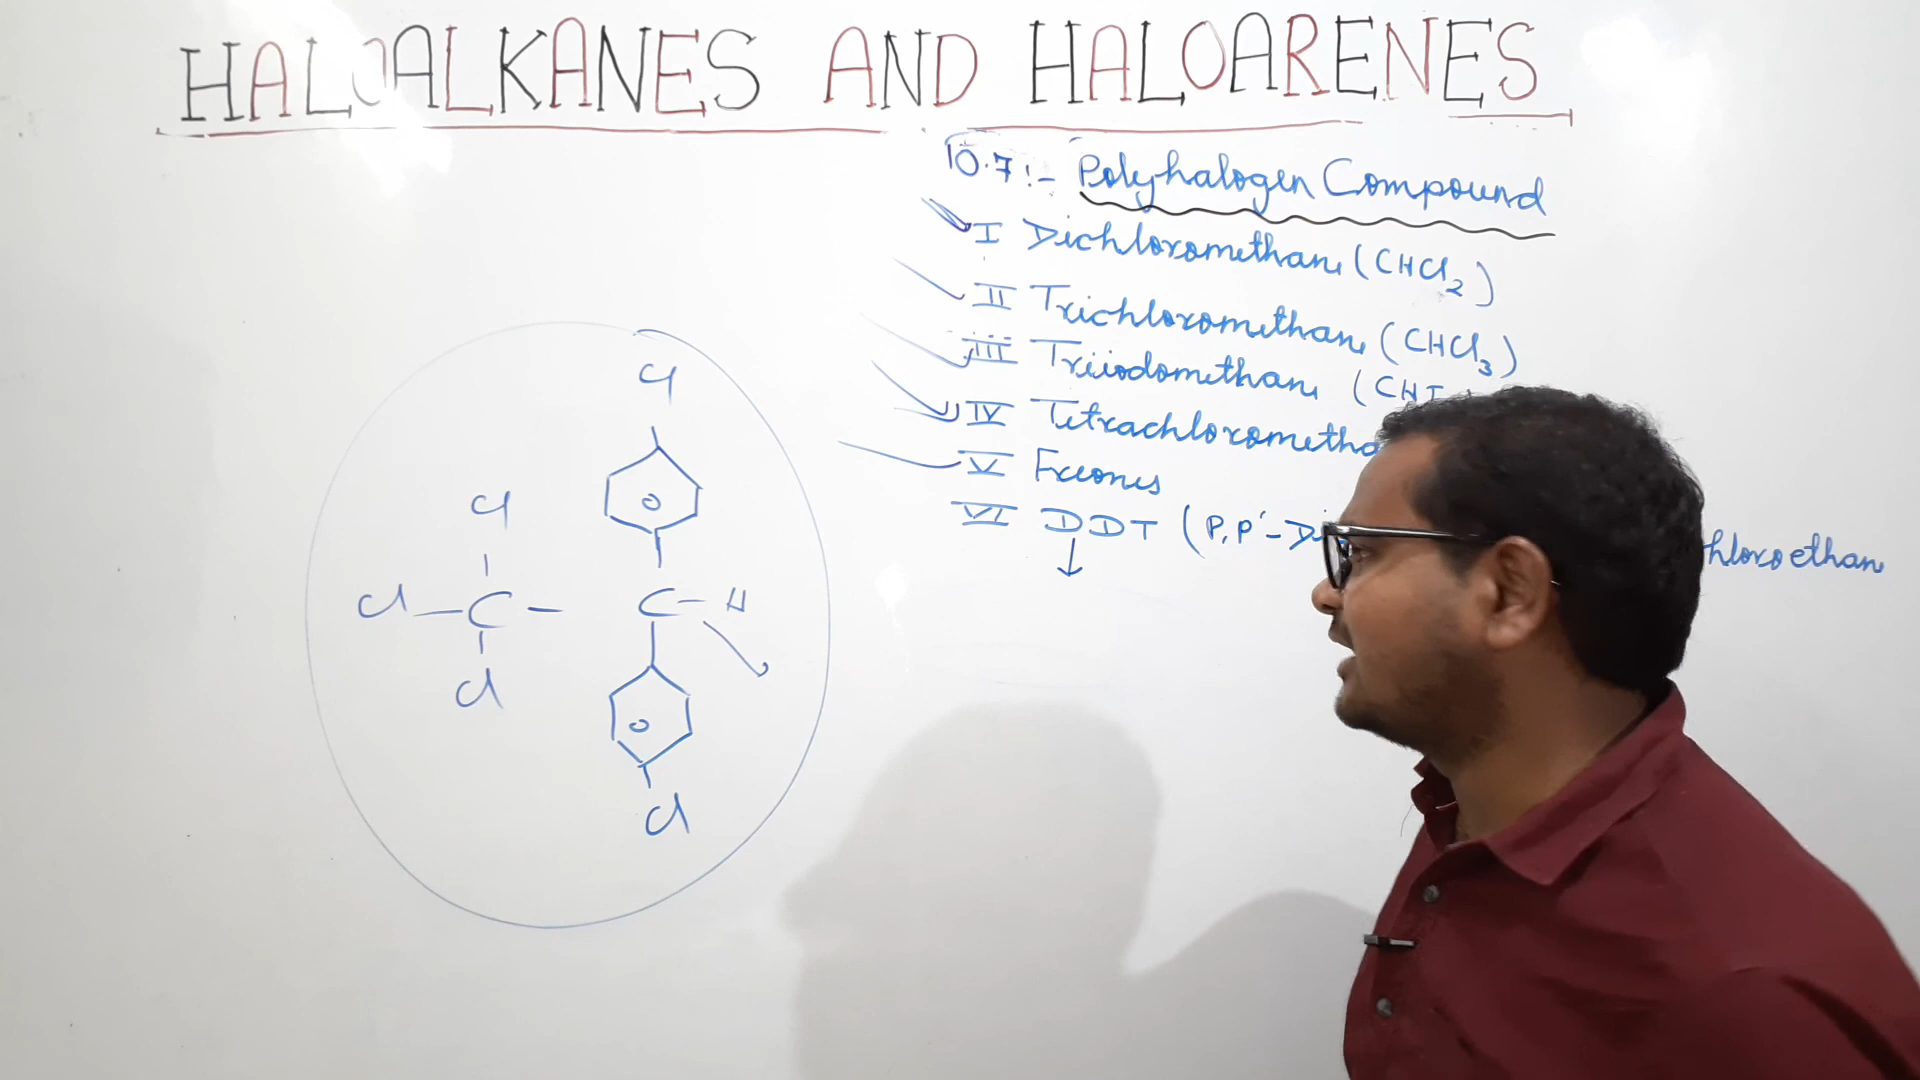 HALOALKANES AND HALOARENES
10.7:- Polyhalogen Compound
I Dichloromethane (CHCl2)
II Trichloromethane (CHCl3)
iii Triiodomethane (CHI
IV Tetrachlorometha
V Freones
VI DDT (P,P'-Di hloroethan
Cl
Cl
Cl-C- C-H
Cl
Cl